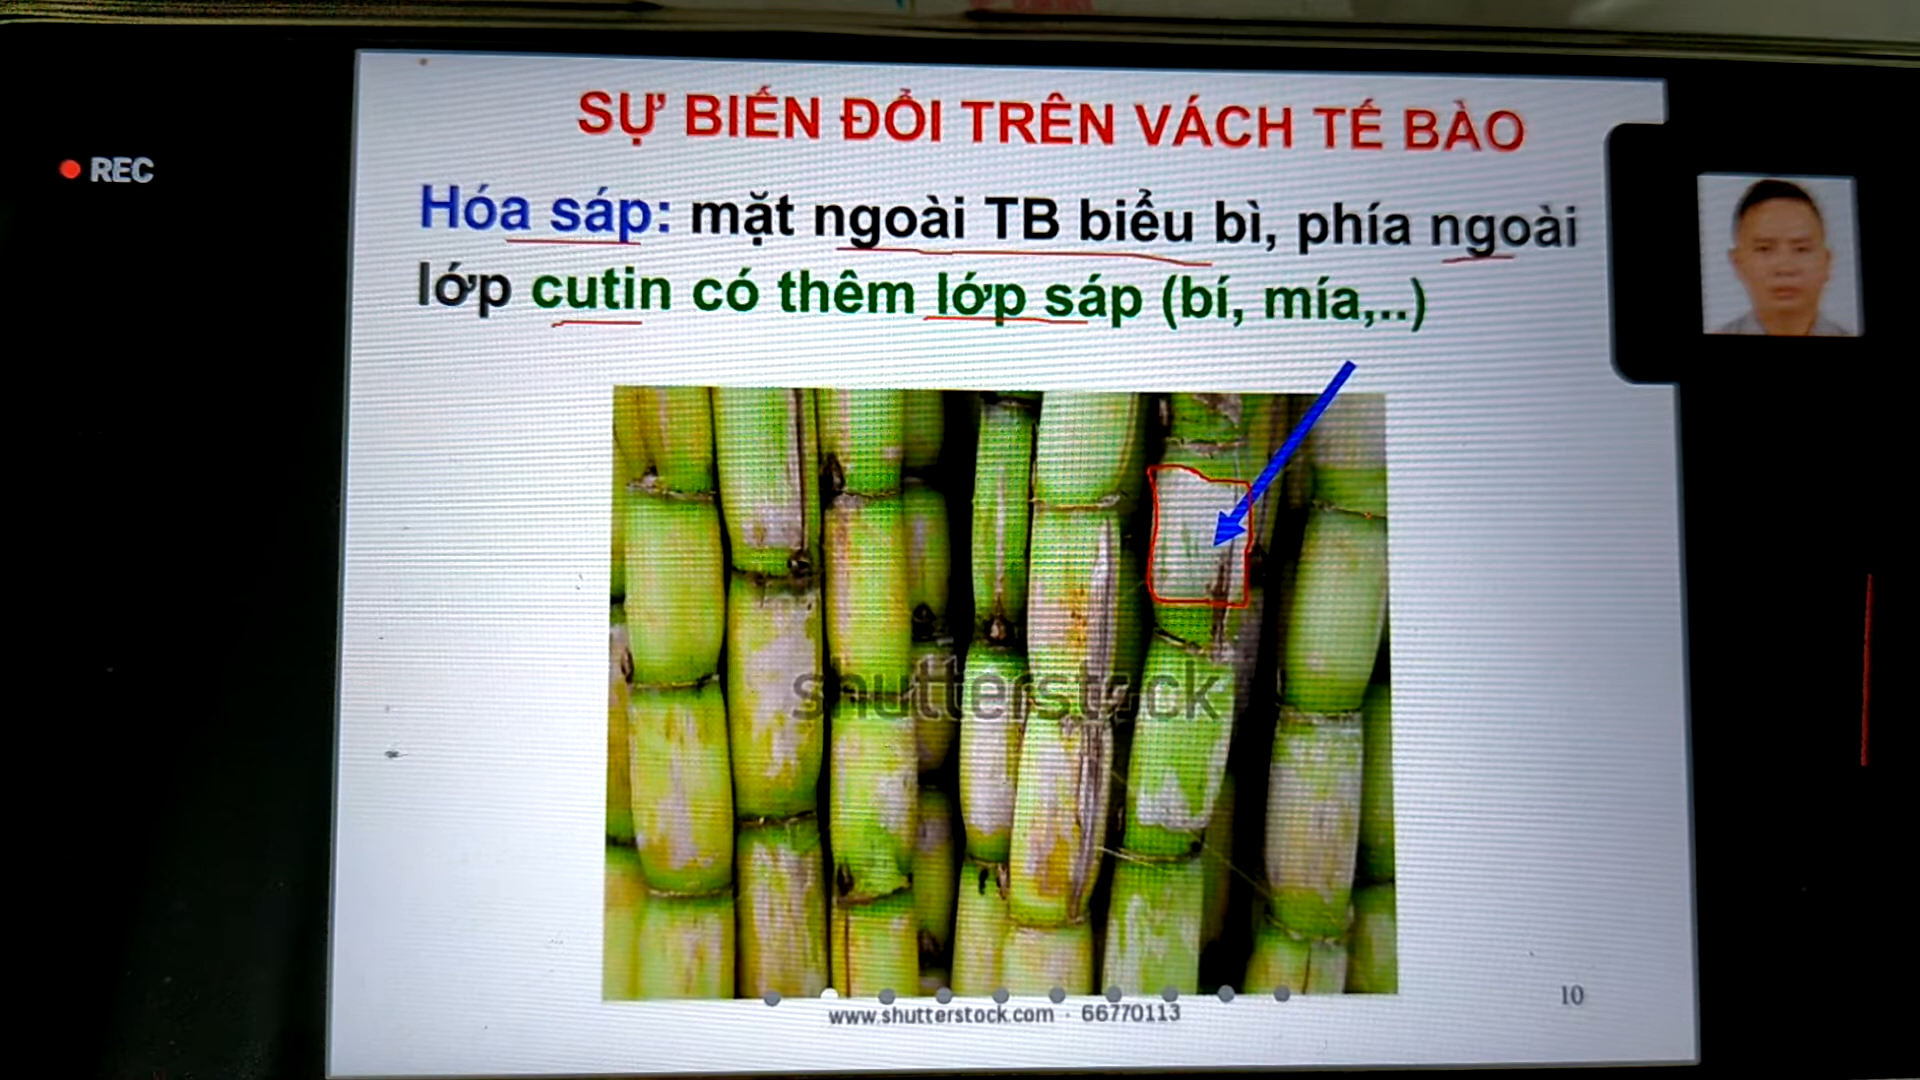 SỰ BIẾN ĐỔI TRÊN VÁCH TẾ BÀO
REC
Hóa sáp: mặt ngoài TB biểu bì, phía ngoài
lớp cutin có thêm lớp sáp (bí, mía,..)
shutterstock
10
www.shutterstock.com · 66770113